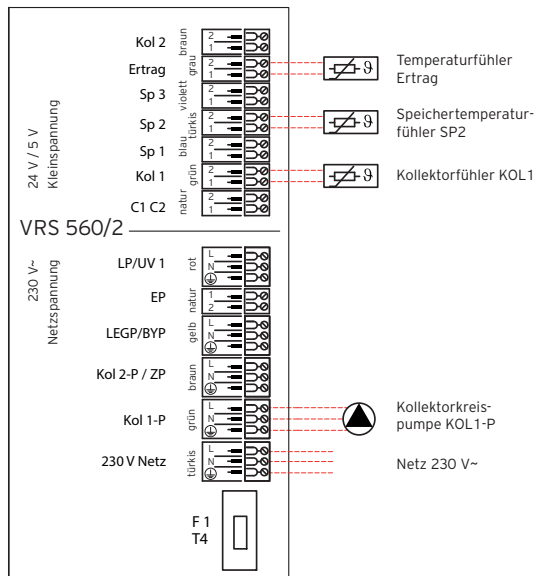 24 V / 5 V
Kleinspannung
Kol 2
2
1
braun
Ertrag
2
1
grau
Temperaturfühler
Ertrag
Sp 3
2
1
violett
Sp 2
2
1
türkis
Speichertemperatur-
fühler SP2
Sp 1
2
1
blau
Kol 1
2
1
grün
Kollektorfühler KOL1
C1 C2
2
1
natur
ϑ
ϑ
ϑ
VRS 560/2
230 V~
Netzspannung
LP/UV 1
rot
L
N
EP
natur
1
2
LEGP/BYP
gelb
L
N
Kol 2-P / ZP
braun
L
N
Kol 1-P
grün
L
N
Kollektorkreis-
pumpe KOL1-P
230 V Netz
türkis
L
N
Netz 230 V~
F 1
T4